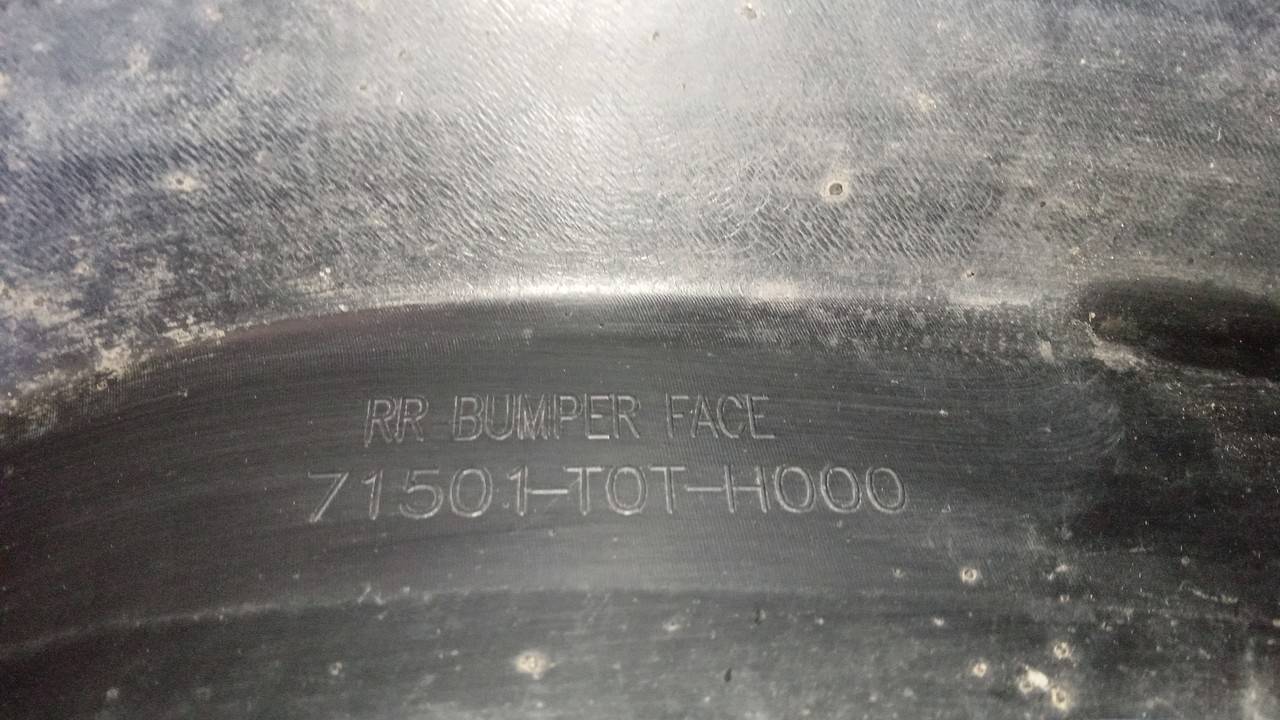 RR BUMPER FACE
71501-T0T-H000